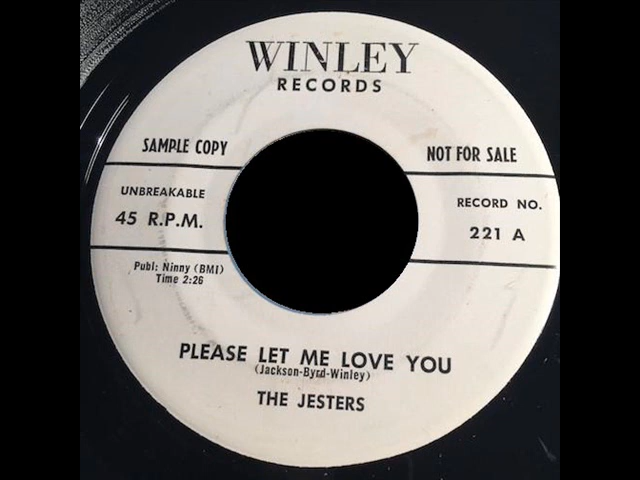 WINLEY
RECORDS
SAMPLE COPY
NOT FOR SALE
UNBREAKABLE
45 R.P.M.
RECORD NO.
221 A
Publ: Ninny (BMI)
Time 2:26
PLEASE LET ME LOVE YOU
(Jackson-Byrd-Winley)
THE JESTERS